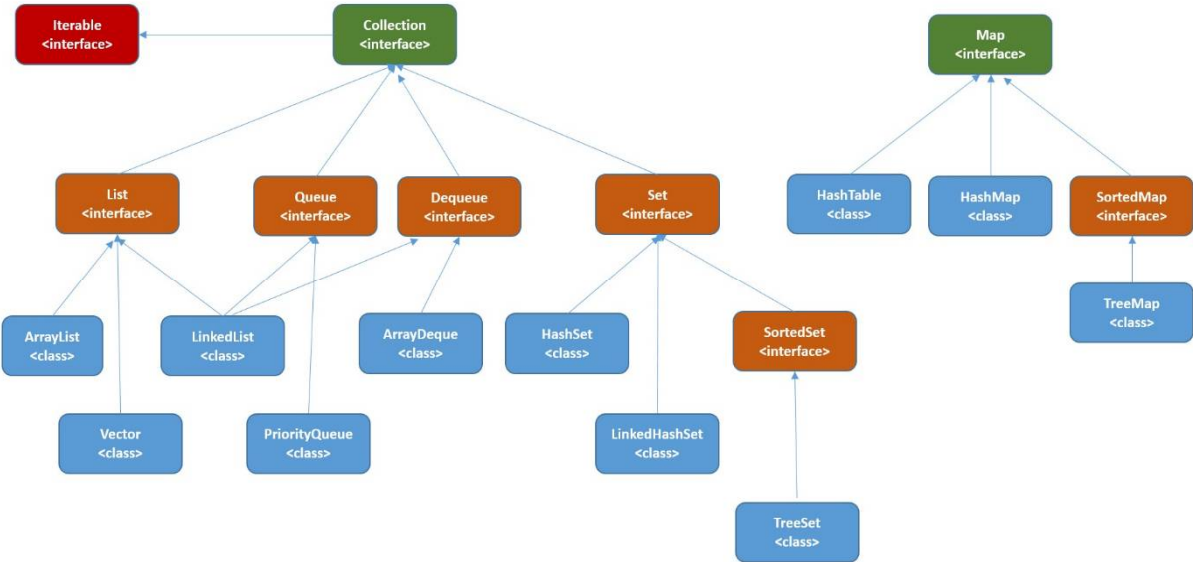 Iterable
<interface>
Collection
<interface>
Map
<interface>
List
<interface>
Queue
<interface>
Dequeue
<interface>
Set
<interface>
HashTable
<class>
HashMap
<class>
SortedMap
<interface>
ArrayList
<class>
LinkedList
<class>
ArrayDeque
<class>
HashSet
<class>
SortedSet
<interface>
TreeMap
<class>
Vector
<class>
PriorityQueue
<class>
LinkedHashSet
<class>
TreeSet
<class>